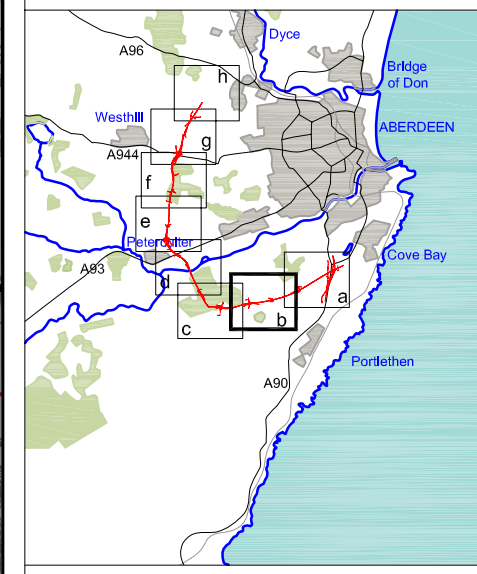 Dyce
A96
Bridge
of Don
h
Westhill
ABERDEEN
g
A944
f
e
Peterculter
Cove Bay
A93
d
a
c
b
Portlethen
A90